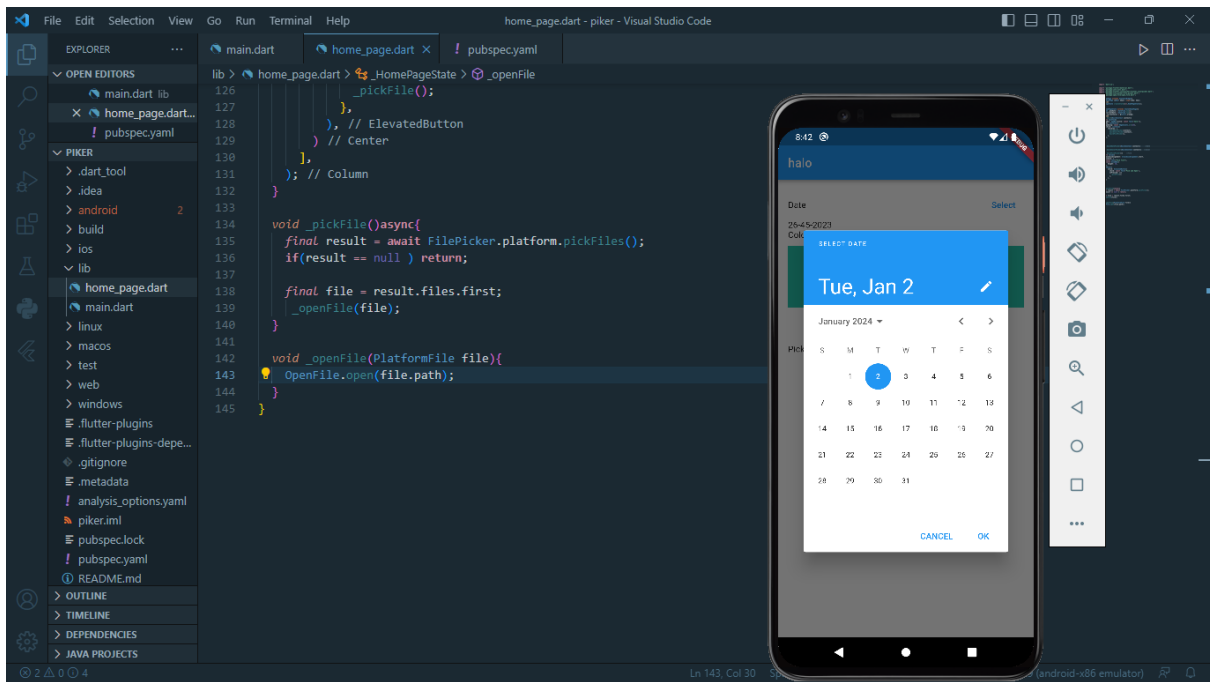 File Edit Selection View Go Run Terminal Help
home_page.dart - piker - Visual Studio Code
EXPLORER
OPEN EDITORS
main.dart lib
home_page.dart...
pubspec.yaml
PIKER
.dart_tool
.idea
android 2
build
ios
lib
home_page.dart
main.dart
linux
macos
test
web
windows
.flutter-plugins
.flutter-plugins-depe...
.gitignore
.metadata
analysis_options.yaml
piker.iml
pubspec.lock
pubspec.yaml
README.md
OUTLINE
TIMELINE
DEPENDENCIES
JAVA PROJECTS
main.dart home_page.dart pubspec.yaml
lib > home_page.dart > _HomePageState > _openFile
126 _pickFile();
127 },
128 ), // ElevatedButton
129 ) // Center
130 ],
131 ); // Column
132 }
133
134 void _pickFile()async{
135 final result = await FilePicker.platform.pickFiles();
136 if(result == null ) return;
137
138 final file = result.files.first;
139 _openFile(file);
140 }
141
142 void _openFile(PlatformFile file){
143 OpenFile.open(file.path);
144 }
145 }
8:42
halo
Date Select
26-45-2023
SELECT DATE
Tue, Jan 2
January 2024
S M T W T F S
1 2 3 4 5 6
7 8 9 10 11 12 13
14 15 16 17 18 19 20
21 22 23 24 25 26 27
28 29 30 31
CANCEL OK
2 0 4
Ln 143, Col 30
(android-x86 emulator)